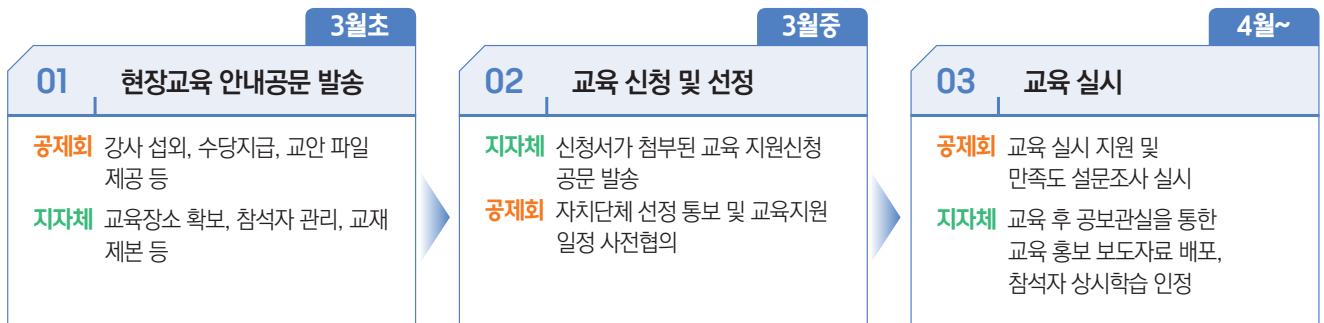 3월초
01 현장교육 안내공문 발송
공제회 강사 섭외, 수당지급, 교안 파일
제공 등
지자체 교육장소 확보, 참석자 관리, 교재
제본 등
3월중
02 교육 신청 및 선정
지자체 신청서가 첨부된 교육 지원신청
공문 발송
공제회 자치단체 선정 통보 및 교육지원
일정 사전협의
4월~
03 교육 실시
공제회 교육 실시 지원 및
만족도 설문조사 실시
지자체 교육 후 공보관실을 통한
교육 홍보 보도자료 배포,
참석자 상시학습 인정